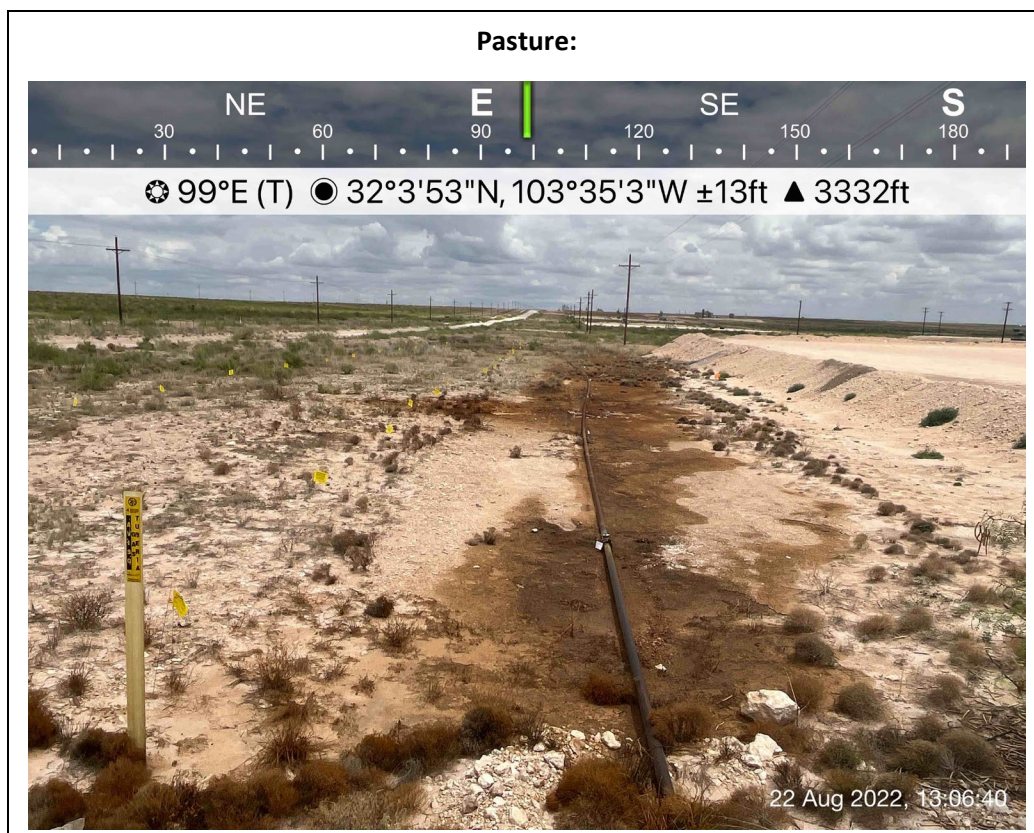 Pasture:
NE E SE S
30 60 90 120 150 180
99°E (T) 32°3'53"N, 103°35'3"W ±13ft ▲ 3332ft
22 Aug 2022, 13:06:40